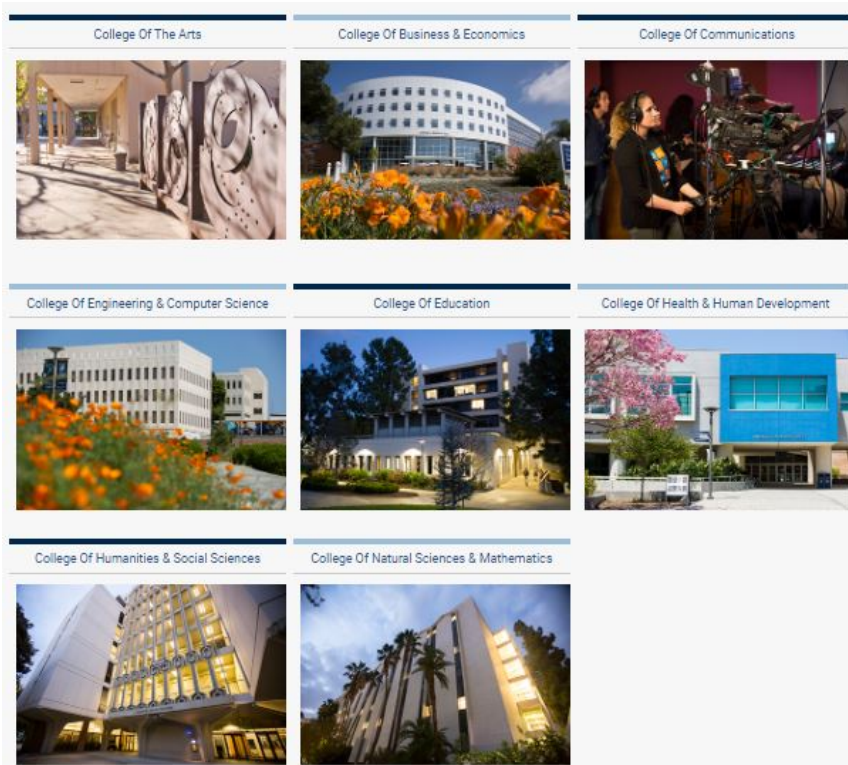 College Of The Arts
College Of Business & Economics
College Of Communications
College Of Engineering & Computer Science
College Of Education
College Of Health & Human Development
College Of Humanities & Social Sciences
College Of Natural Sciences & Mathematics